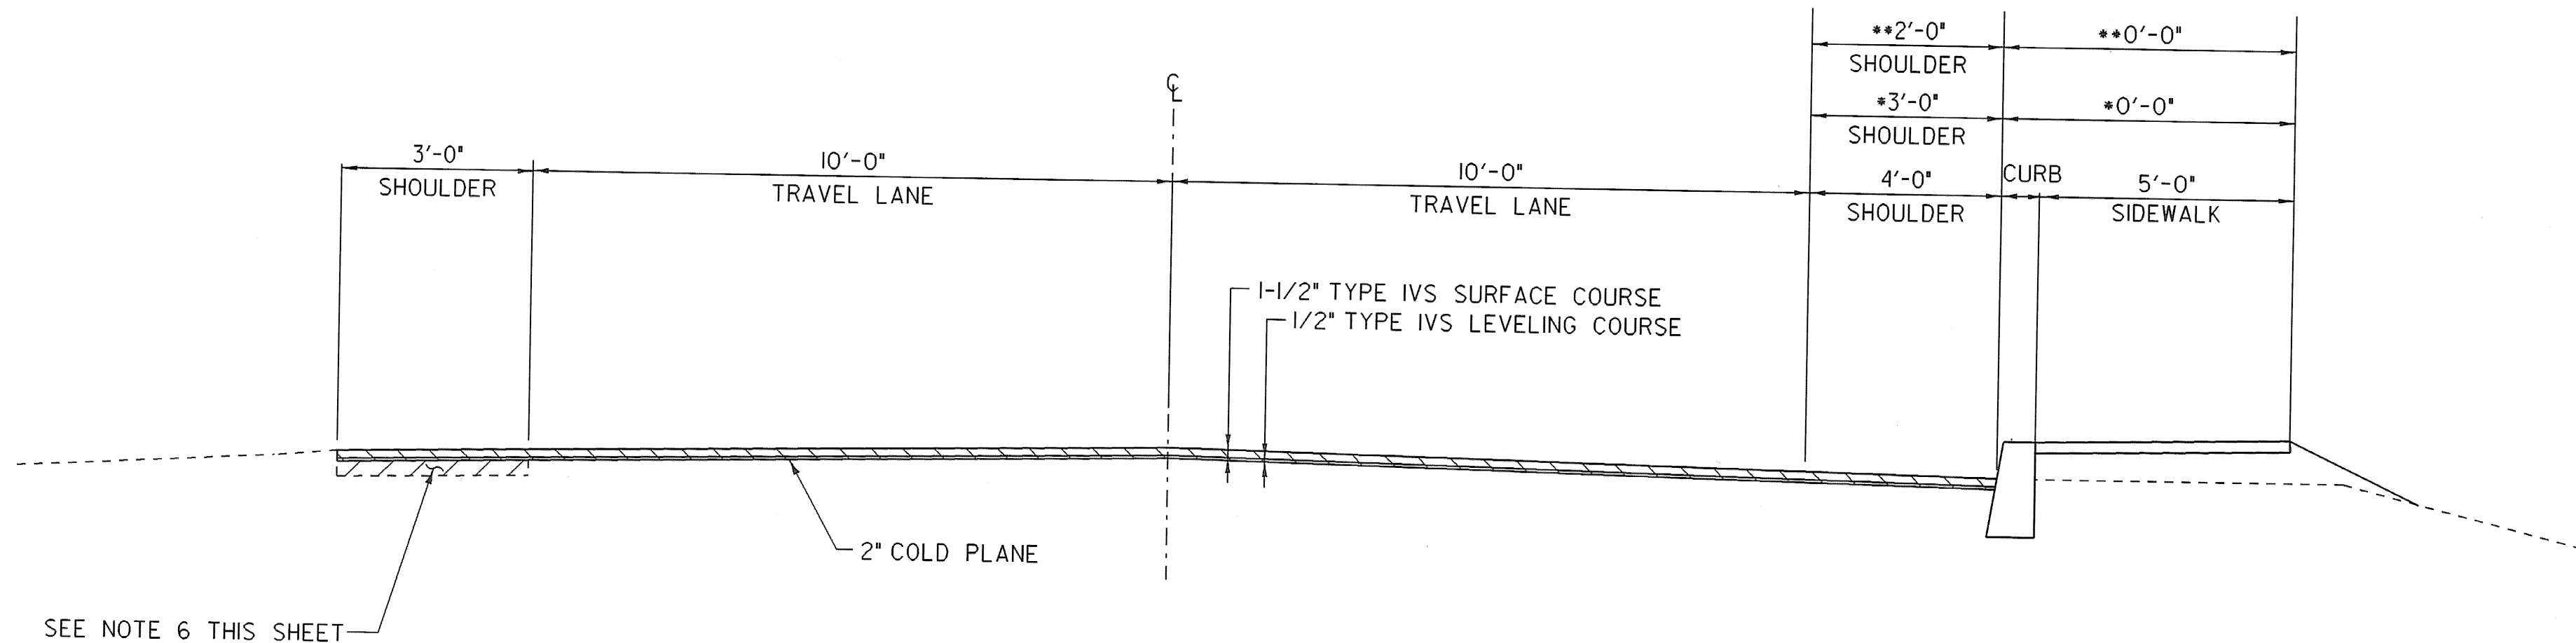 **2'-0"
**0'-0"
SHOULDER
*3'-0"
*0'-0"
SHOULDER
℄
3'-0"
10'-0"
10'-0"
4'-0"
CURB
5'-0"
SHOULDER
TRAVEL LANE
TRAVEL LANE
SHOULDER
SIDEWALK
1-1/2" TYPE IVS SURFACE COURSE
1/2" TYPE IVS LEVELING COURSE
2" COLD PLANE
SEE NOTE 6 THIS SHEET